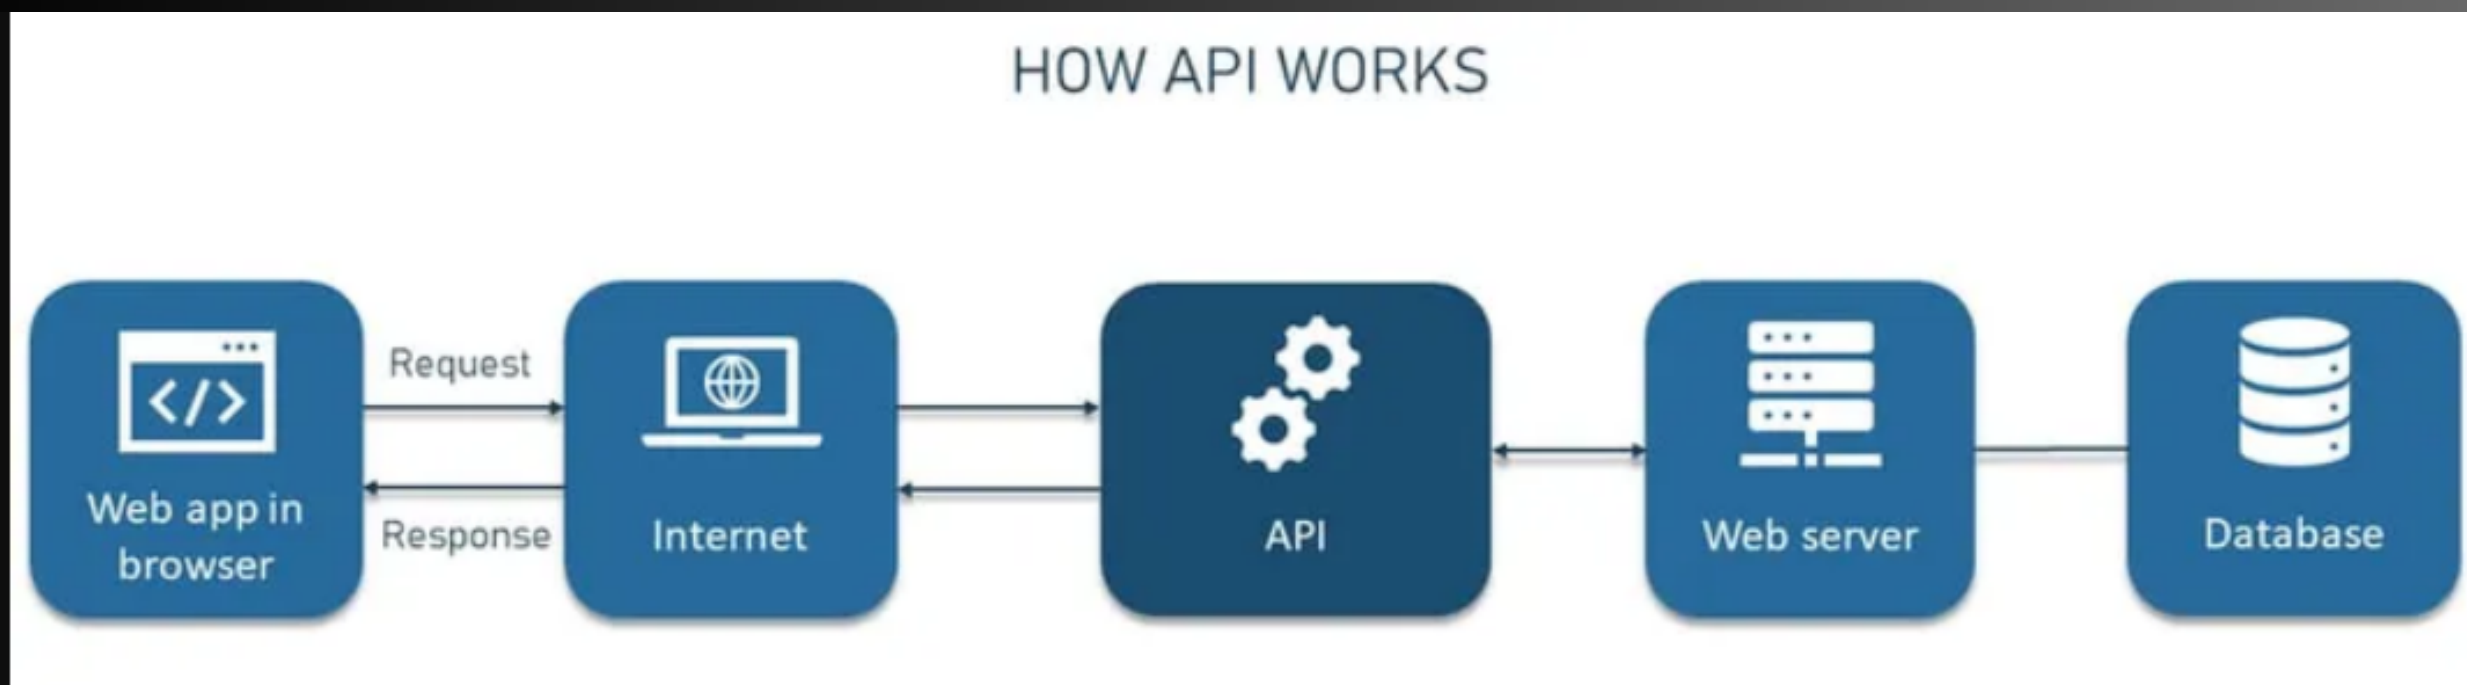 HOW API WORKS
Request
Response
Web app in
browser
Internet
API
Web server
Database